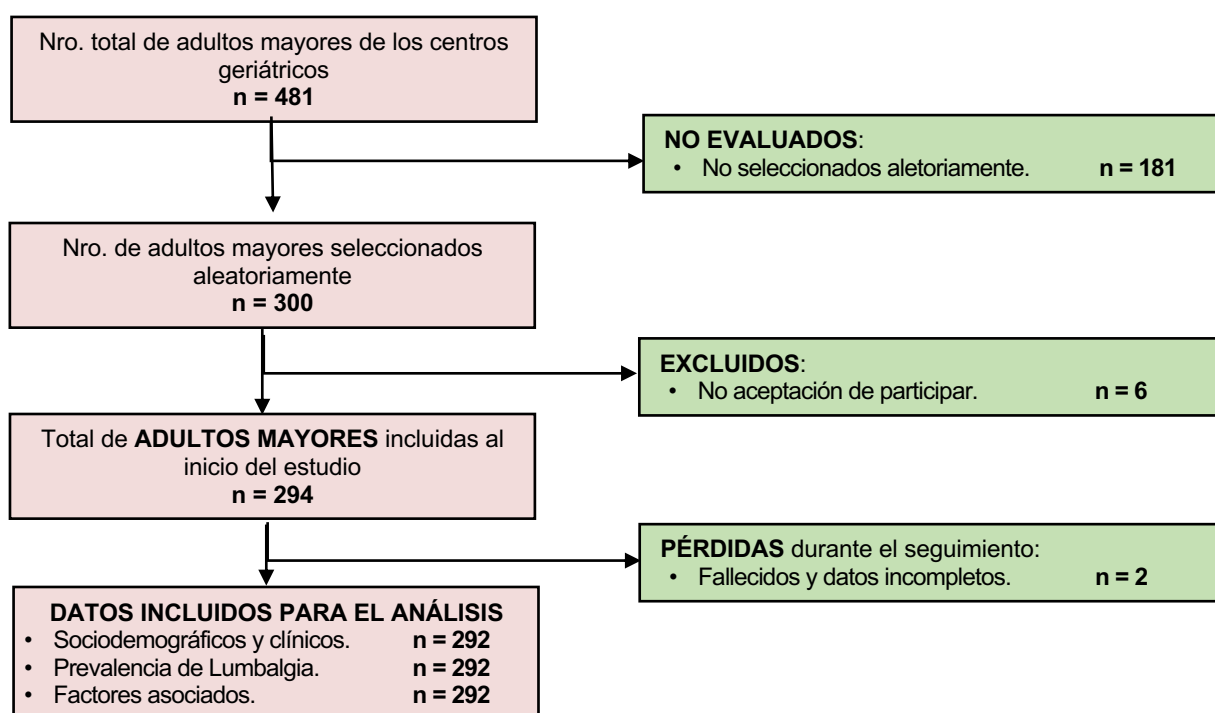 Nro. total de adultos mayores de los centros
geriátricos
n = 481
NO EVALUADOS:
• No seleccionados aletoriamente. n = 181
Nro. de adultos mayores seleccionados
aleatoriamente
n = 300
EXCLUIDOS:
• No aceptación de participar. n = 6
Total de ADULTOS MAYORES incluidas al
inicio del estudio
n = 294
PÉRDIDAS durante el seguimiento:
• Fallecidos y datos incompletos. n = 2
DATOS INCLUIDOS PARA EL ANÁLISIS
• Sociodemográficos y clínicos. n = 292
• Prevalencia de Lumbalgia. n = 292
• Factores asociados. n = 292